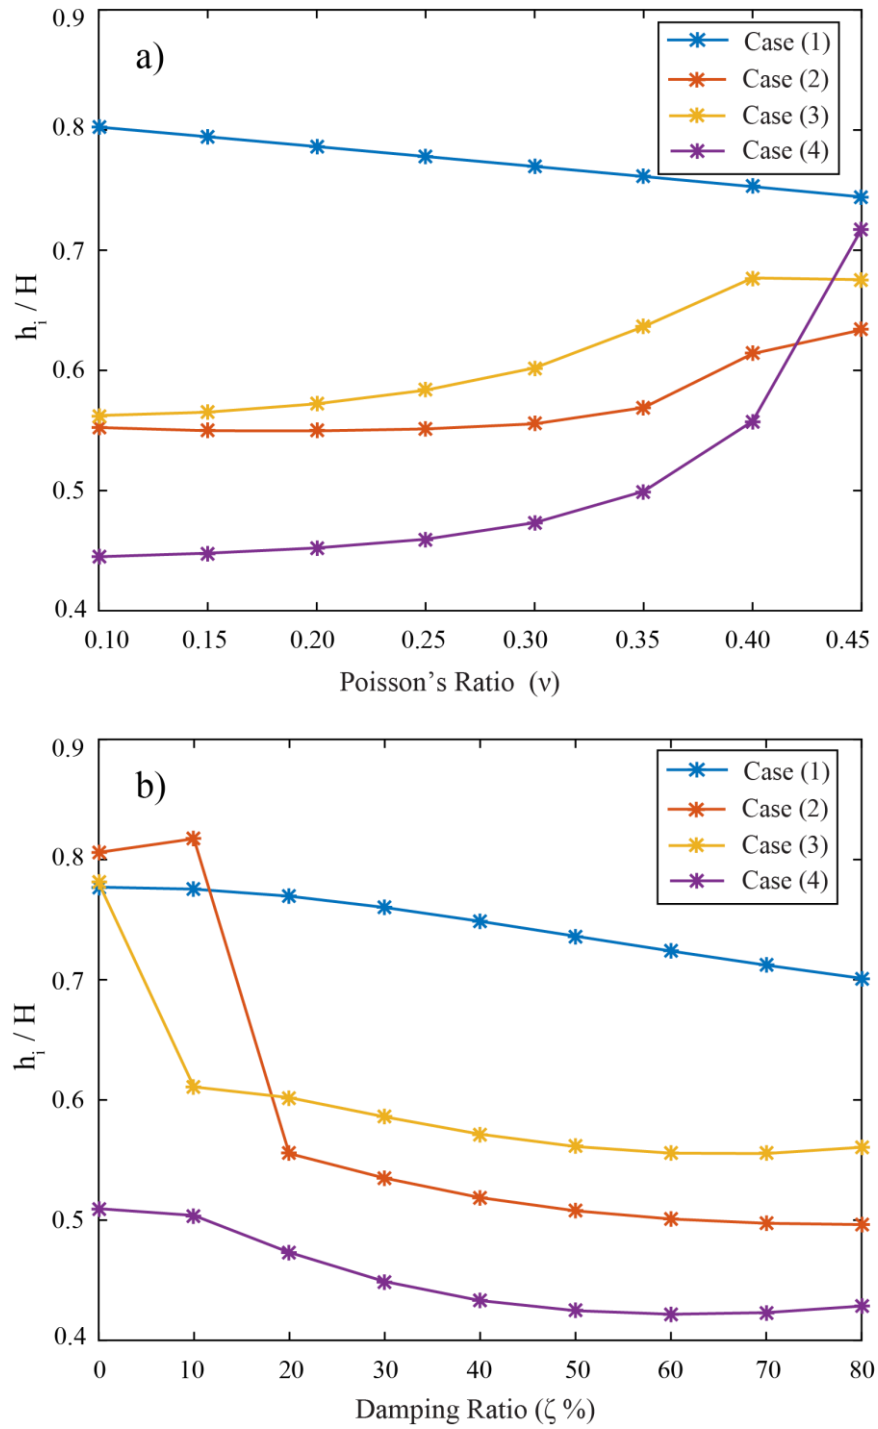 a)
Case (1)
Case (2)
Case (3)
Case (4)
0.9
0.8
0.7
0.6
0.5
0.4
h_i / H
0.10 0.15 0.20 0.25 0.30 0.35 0.40 0.45
Poisson’s Ratio (ν)
b)
Case (1)
Case (2)
Case (3)
Case (4)
0.9
0.8
0.7
0.6
0.5
0.4
h_i / H
0 10 20 30 40 50 60 70 80
Damping Ratio (ζ %)